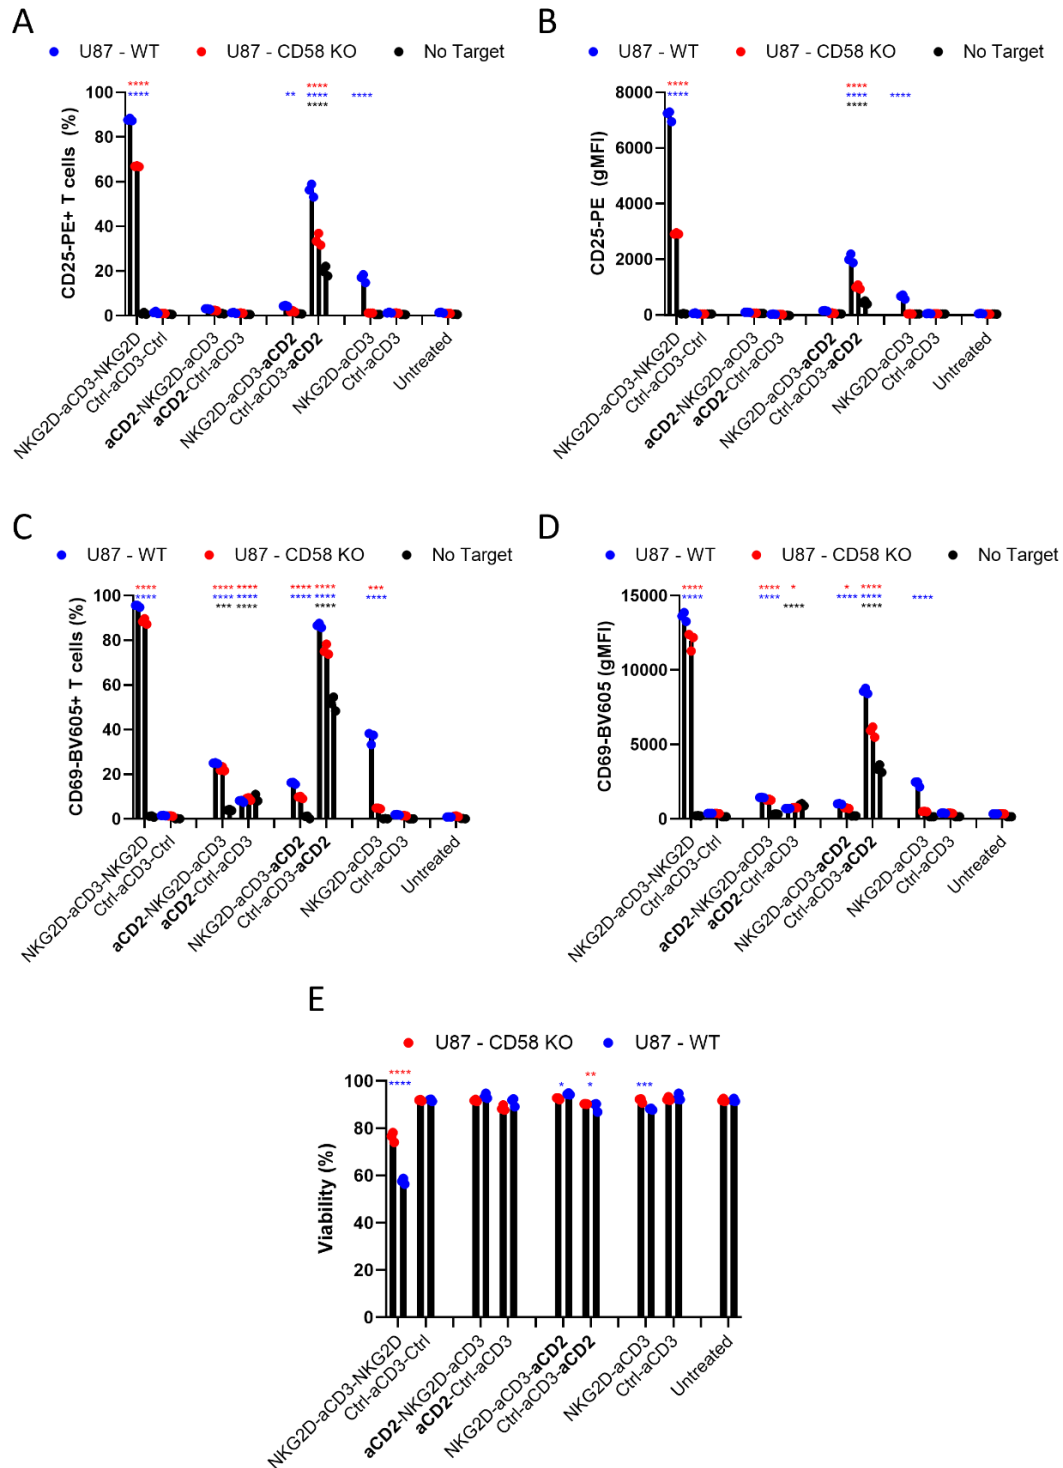 A
U87 - WT
U87 - CD58 KO
No Target
****
****
**
****
****
****
****
CD25-PE+ T cells (%)
100
80
60
40
20
0
NKG2D-aCD3-NKG2D
Ctrl-aCD3-Ctrl
aCD2-NKG2D-aCD3
aCD2-Ctrl-aCD3
NKG2D-aCD3-aCD2
Ctrl-aCD3-aCD2
NKG2D-aCD3
Ctrl-aCD3
Untreated
B
U87 - WT
U87 - CD58 KO
No Target
****
****
****
****
****
****
CD25-PE (gMFI)
8000
6000
4000
2000
0
NKG2D-aCD3-NKG2D
Ctrl-aCD3-Ctrl
aCD2-NKG2D-aCD3
aCD2-Ctrl-aCD3
NKG2D-aCD3-aCD2
Ctrl-aCD3-aCD2
NKG2D-aCD3
Ctrl-aCD3
Untreated
C
U87 - WT
U87 - CD58 KO
No Target
****
****
****
****
***
****
****
****
****
****
****
****
****
***
****
CD69-BV605+ T cells (%)
100
80
60
40
20
0
NKG2D-aCD3-NKG2D
Ctrl-aCD3-Ctrl
aCD2-NKG2D-aCD3
aCD2-Ctrl-aCD3
NKG2D-aCD3-aCD2
Ctrl-aCD3-aCD2
NKG2D-aCD3
Ctrl-aCD3
Untreated
D
U87 - WT
U87 - CD58 KO
No Target
****
****
****
****
*
****
*
****
****
****
****
****
CD69-BV605 (gMFI)
15000
10000
5000
0
NKG2D-aCD3-NKG2D
Ctrl-aCD3-Ctrl
aCD2-NKG2D-aCD3
aCD2-Ctrl-aCD3
NKG2D-aCD3-aCD2
Ctrl-aCD3-aCD2
NKG2D-aCD3
Ctrl-aCD3
Untreated
E
U87 - CD58 KO
U87 - WT
****
****
*
**
*
***
Viability (%)
100
80
60
40
20
0
NKG2D-aCD3-NKG2D
Ctrl-aCD3-Ctrl
aCD2-NKG2D-aCD3
aCD2-Ctrl-aCD3
NKG2D-aCD3-aCD2
Ctrl-aCD3-aCD2
NKG2D-aCD3
Ctrl-aCD3
Untreated